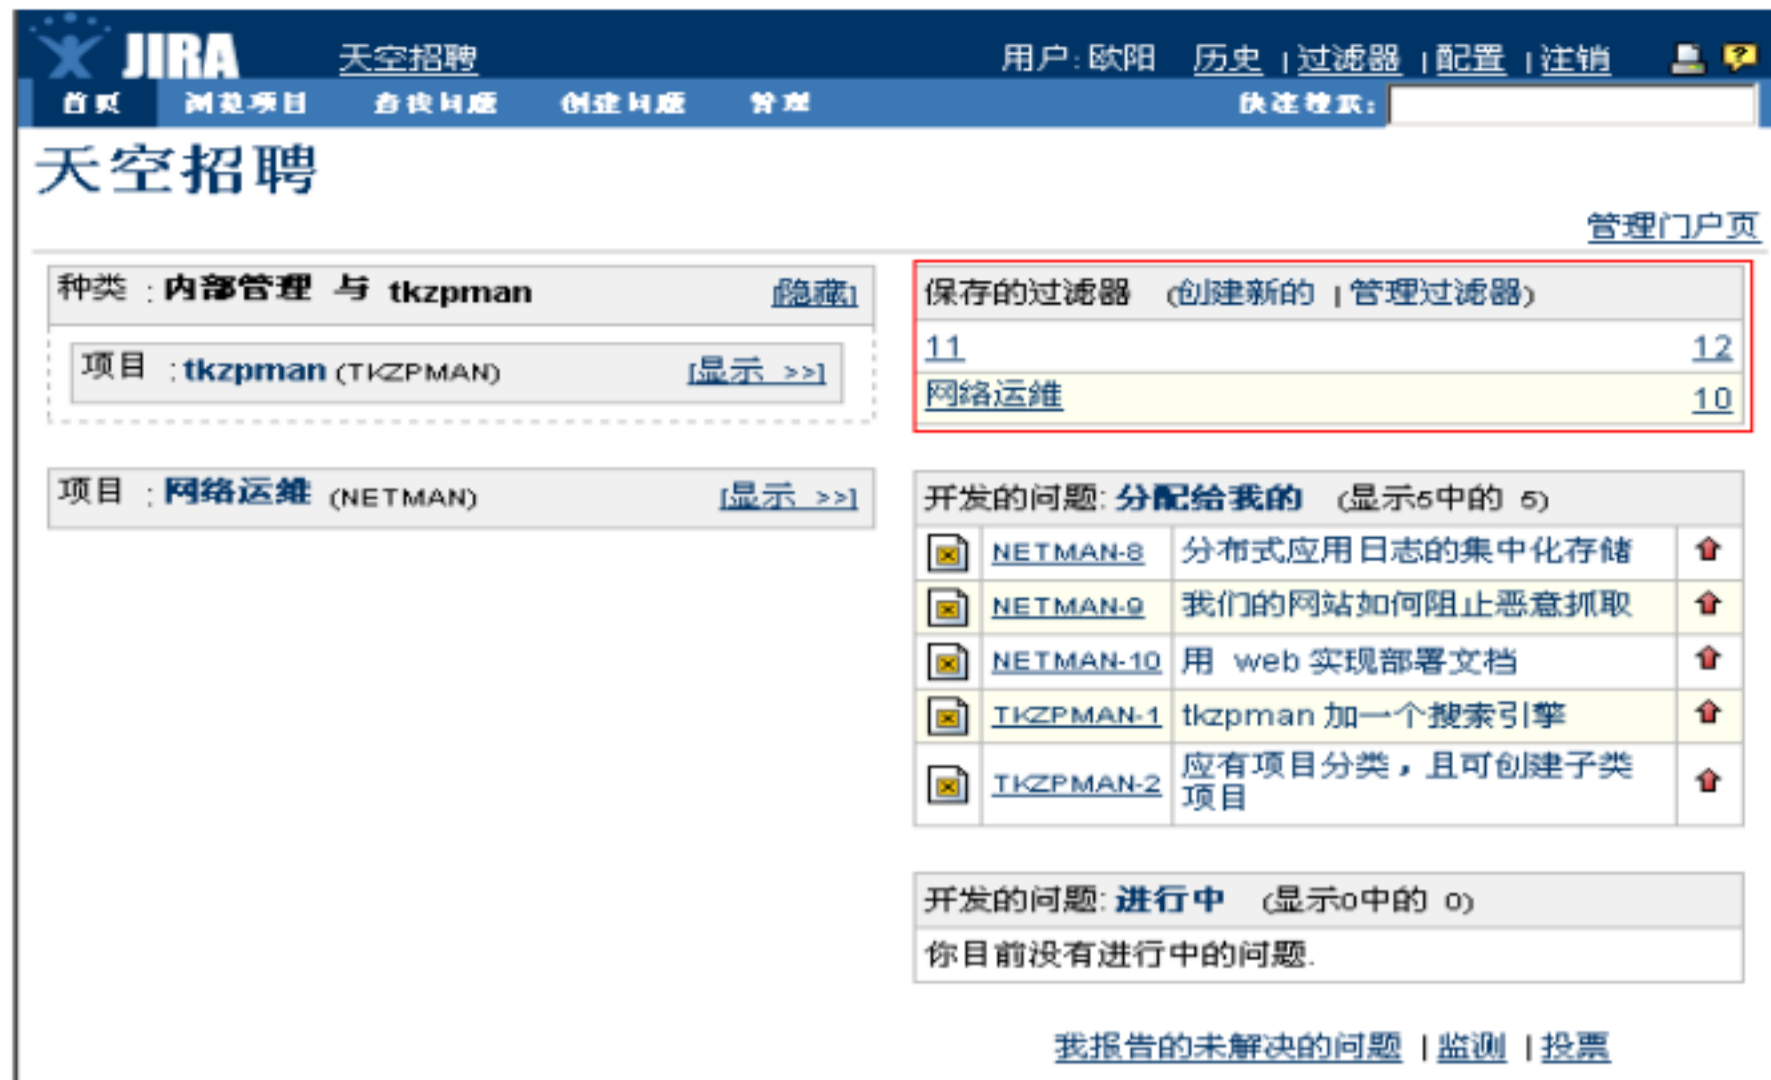 JIRA 天空招聘 用户: 欧阳 历史 | 过滤器 | 配置 | 注销
首页 浏览项目 查找问题 创建问题 管理 快速搜索:
天空招聘
管理门户页
种类 : 内部管理 与 tkzpman [隐藏]
项目 : tkzpman (TKZPMAN) [显示 >>]
项目 : 网络运维 (NETMAN) [显示 >>]
保存的过滤器 (创建新的 | 管理过滤器)
11 12
网络运维 10
开发的问题: 分配给我的 (显示5中的 5)
NETMAN-8 分布式应用日志的集中化存储
NETMAN-9 我们的网站如何阻止恶意抓取
NETMAN-10 用 web 实现部署文档
TKZPMAN-1 tkzpman 加一个搜索引擎
TKZPMAN-2 应有项目分类，且可创建子类
项目
开发的问题: 进行中 (显示0中的 0)
你目前没有进行中的问题.
我报告的未解决的问题 | 监测 | 投票